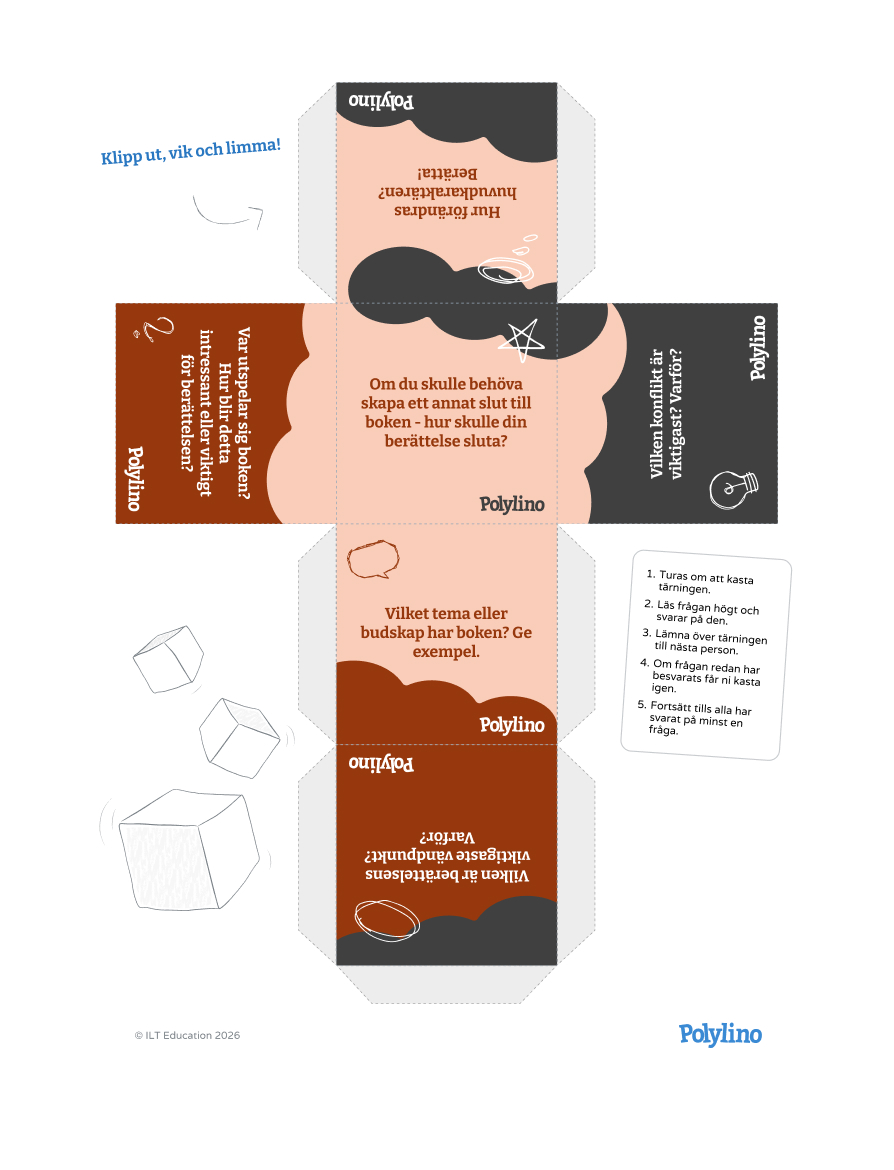 Polylino
Hur förändras
huvudkaraktären?
Berätta!
Klipp ut, vik och limma!
Var utspelar sig boken?
Hur blir detta
intressant eller viktigt
för berättelsen?
Polylino
Om du skulle behöva
skapa ett annat slut till
boken - hur skulle din
berättelse sluta?
Polylino
Vilken konflikt är
viktigast? Varför?
Polylino
Vilket tema eller
budskap har boken? Ge
exempel.
Polylino
1. Turas om att kasta
tärningen.
2. Läs frågan högt och
svarar på den.
3. Lämna över tärningen
till nästa person.
4. Om frågan redan har
besvarats får ni kasta
igen.
5. Fortsätt tills alla har
svarat på minst en
fråga.
Vilken är berättelsens
viktigaste vändpunkt?
Varför?
Polylino
© ILT Education 2026
Polylino